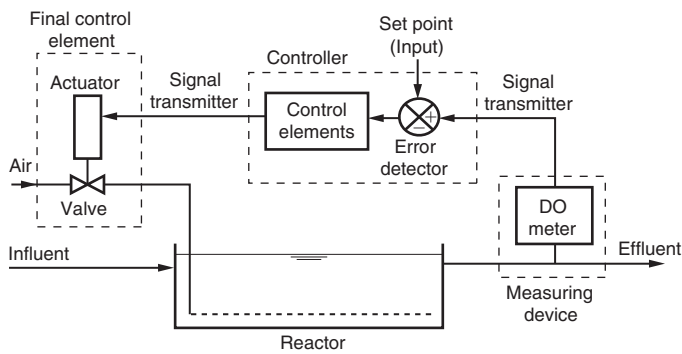 Final control
element
Actuator
Signal
transmitter
Controller
Set point
(Input)
Control
elements
+
−
Error
detector
Signal
transmitter
Air
Valve
DO
meter
Influent
Effluent
Measuring
device
Reactor